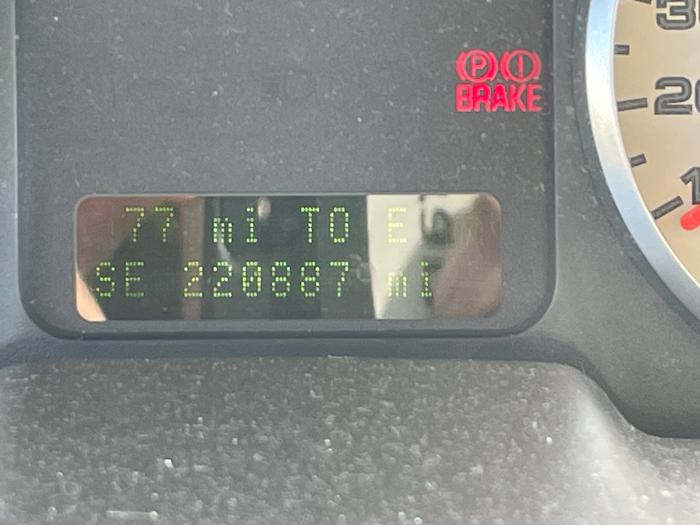 P !
BRAKE
77 mi TO E
SE 220887 mi